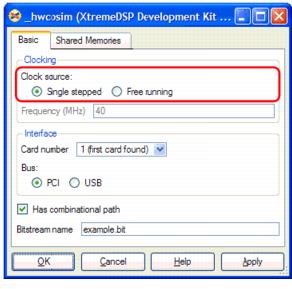 _hwcosim (XtremeDSP Development Kit ...
Basic Shared Memories
Clocking
Clock source:
Single stepped Free running
Frequency (MHz) 40
Interface
Card number 1 (first card found)
Bus:
PCI USB
Has combinational path
Bitstream name example.bit
OK Cancel Help Apply